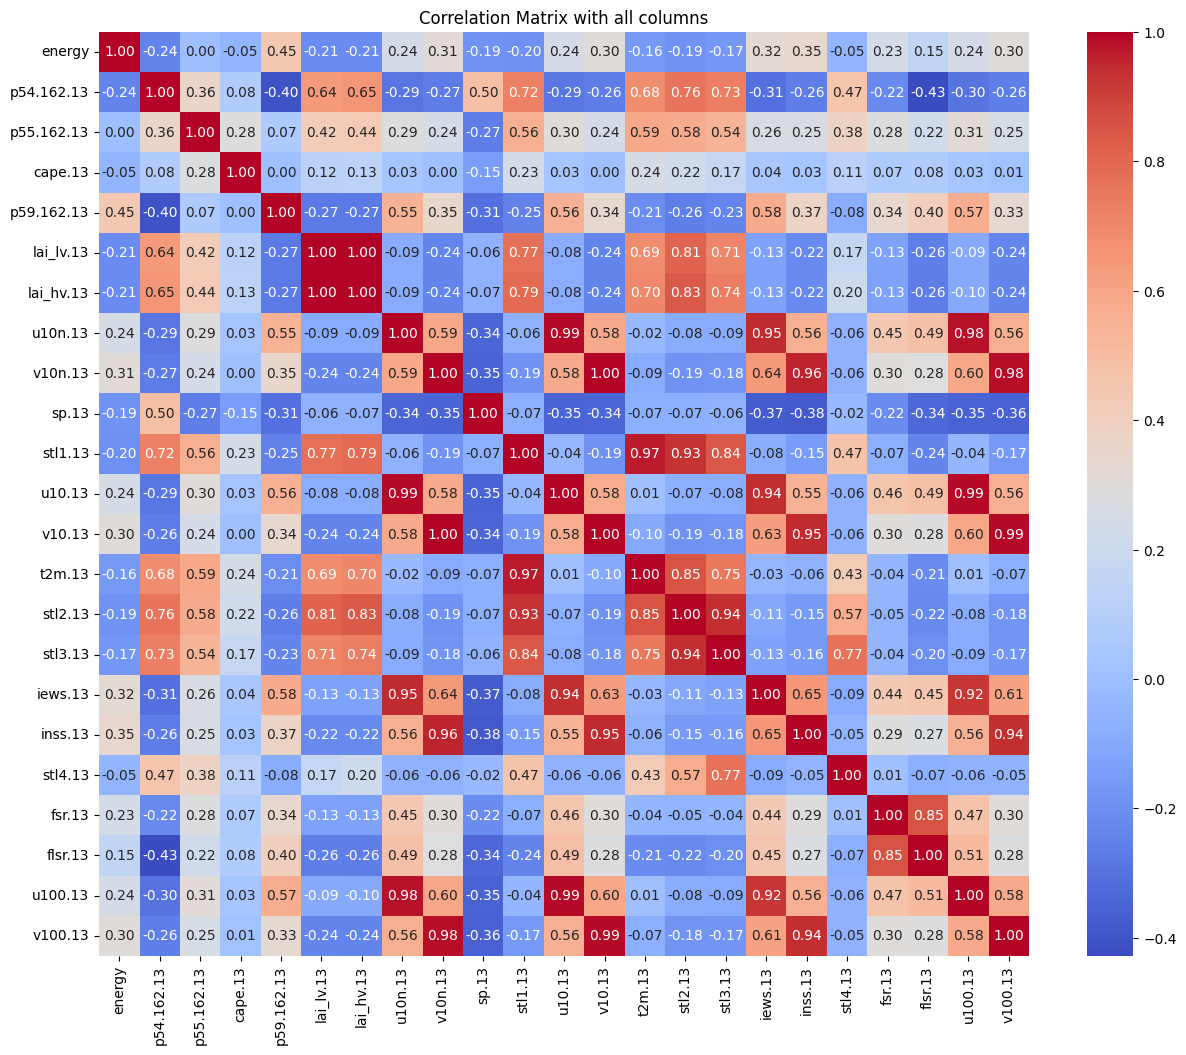 Correlation Matrix with all columns
energy 1.00 -0.24 0.00 -0.05 0.45 -0.21 -0.21 0.24 0.31 -0.19 -0.20 0.24 0.30 -0.16 -0.19 -0.17 0.32 0.35 -0.05 0.23 0.15 0.24 0.30
p54.162.13 -0.24 1.00 0.36 0.08 -0.40 0.64 0.65 -0.29 -0.27 0.50 0.72 -0.29 -0.26 0.68 0.76 0.73 -0.31 -0.26 0.47 -0.22 -0.43 -0.30 -0.26
p55.162.13 0.00 0.36 1.00 0.28 0.07 0.42 0.44 0.29 0.24 -0.27 0.56 0.30 0.24 0.59 0.58 0.54 0.26 0.25 0.38 0.28 0.22 0.31 0.25
cape.13 -0.05 0.08 0.28 1.00 0.00 0.12 0.13 0.03 0.00 -0.15 0.23 0.03 0.00 0.24 0.22 0.17 0.04 0.03 0.11 0.07 0.08 0.03 0.01
p59.162.13 0.45 -0.40 0.07 0.00 1.00 -0.27 -0.27 0.55 0.35 -0.31 -0.25 0.56 0.34 -0.21 -0.26 -0.23 0.58 0.37 -0.08 0.34 0.40 0.57 0.33
lai_lv.13 -0.21 0.64 0.42 0.12 -0.27 1.00 1.00 -0.09 -0.24 -0.06 0.77 -0.08 -0.24 0.69 0.81 0.71 -0.13 -0.22 0.17 -0.13 -0.26 -0.09 -0.24
lai_hv.13 -0.21 0.65 0.44 0.13 -0.27 1.00 1.00 -0.09 -0.24 -0.07 0.79 -0.08 -0.24 0.70 0.83 0.74 -0.13 -0.22 0.20 -0.13 -0.26 -0.10 -0.24
u10n.13 0.24 -0.29 0.29 0.03 0.55 -0.09 -0.09 1.00 0.59 -0.34 -0.06 0.99 0.58 -0.02 -0.08 -0.09 0.95 0.56 -0.06 0.45 0.49 0.98 0.56
v10n.13 0.31 -0.27 0.24 0.00 0.35 -0.24 -0.24 0.59 1.00 -0.35 -0.19 0.58 1.00 -0.09 -0.19 -0.18 0.64 0.96 -0.06 0.30 0.28 0.60 0.98
sp.13 -0.19 0.50 -0.27 -0.15 -0.31 -0.06 -0.07 -0.34 -0.35 1.00 -0.07 -0.35 -0.34 -0.07 -0.07 -0.06 -0.37 -0.38 -0.02 -0.22 -0.34 -0.35 -0.36
stl1.13 -0.20 0.72 0.56 0.23 -0.25 0.77 0.79 -0.06 -0.19 -0.07 1.00 -0.04 -0.19 0.97 0.93 0.84 -0.08 -0.15 0.47 -0.07 -0.24 -0.04 -0.17
u10.13 0.24 -0.29 0.30 0.03 0.56 -0.08 -0.08 0.99 0.58 -0.35 -0.04 1.00 0.58 0.01 -0.07 -0.08 0.94 0.55 -0.06 0.46 0.49 0.99 0.56
v10.13 0.30 -0.26 0.24 0.00 0.34 -0.24 -0.24 0.58 1.00 -0.34 -0.19 0.58 1.00 -0.10 -0.19 -0.18 0.63 0.95 -0.06 0.30 0.28 0.60 0.99
t2m.13 -0.16 0.68 0.59 0.24 -0.21 0.69 0.70 -0.02 -0.09 -0.07 0.97 0.01 -0.10 1.00 0.85 0.75 -0.03 -0.06 0.43 -0.04 -0.21 0.01 -0.07
stl2.13 -0.19 0.76 0.58 0.22 -0.26 0.81 0.83 -0.08 -0.19 -0.07 0.93 -0.07 -0.19 0.85 1.00 0.94 -0.11 -0.15 0.57 -0.05 -0.22 -0.08 -0.18
stl3.13 -0.17 0.73 0.54 0.17 -0.23 0.71 0.74 -0.09 -0.18 -0.06 0.84 -0.08 -0.18 0.75 0.94 1.00 -0.13 -0.16 0.77 -0.04 -0.20 -0.09 -0.17
iews.13 0.32 -0.31 0.26 0.04 0.58 -0.13 -0.13 0.95 0.64 -0.37 -0.08 0.94 0.63 -0.03 -0.11 -0.13 1.00 0.65 -0.09 0.44 0.45 0.92 0.61
inss.13 0.35 -0.26 0.25 0.03 0.37 -0.22 -0.22 0.56 0.96 -0.38 -0.15 0.55 0.95 -0.06 -0.15 -0.16 0.65 1.00 -0.05 0.29 0.27 0.56 0.94
stl4.13 -0.05 0.47 0.38 0.11 -0.08 0.17 0.20 -0.06 -0.06 -0.02 0.47 -0.06 -0.06 0.43 0.57 0.77 -0.09 -0.05 1.00 0.01 -0.07 -0.06 -0.05
fsr.13 0.23 -0.22 0.28 0.07 0.34 -0.13 -0.13 0.45 0.30 -0.22 -0.07 0.46 0.30 -0.04 -0.05 -0.04 0.44 0.29 0.01 1.00 0.85 0.47 0.30
flsr.13 0.15 -0.43 0.22 0.08 0.40 -0.26 -0.26 0.49 0.28 -0.34 -0.24 0.49 0.28 -0.21 -0.22 -0.20 0.45 0.27 -0.07 0.85 1.00 0.51 0.28
u100.13 0.24 -0.30 0.31 0.03 0.57 -0.09 -0.10 0.98 0.60 -0.35 -0.04 0.99 0.60 0.01 -0.08 -0.09 0.92 0.56 -0.06 0.47 0.51 1.00 0.58
v100.13 0.30 -0.26 0.25 0.01 0.33 -0.24 -0.24 0.56 0.98 -0.36 -0.17 0.56 0.99 -0.07 -0.18 -0.17 0.61 0.94 -0.05 0.30 0.28 0.58 1.00
energy p54.162.13 p55.162.13 cape.13 p59.162.13 lai_lv.13 lai_hv.13 u10n.13 v10n.13 sp.13 stl1.13 u10.13 v10.13 t2m.13 stl2.13 stl3.13 iews.13 inss.13 stl4.13 fsr.13 flsr.13 u100.13 v100.13
1.0
0.8
0.6
0.4
0.2
0.0
−0.2
−0.4